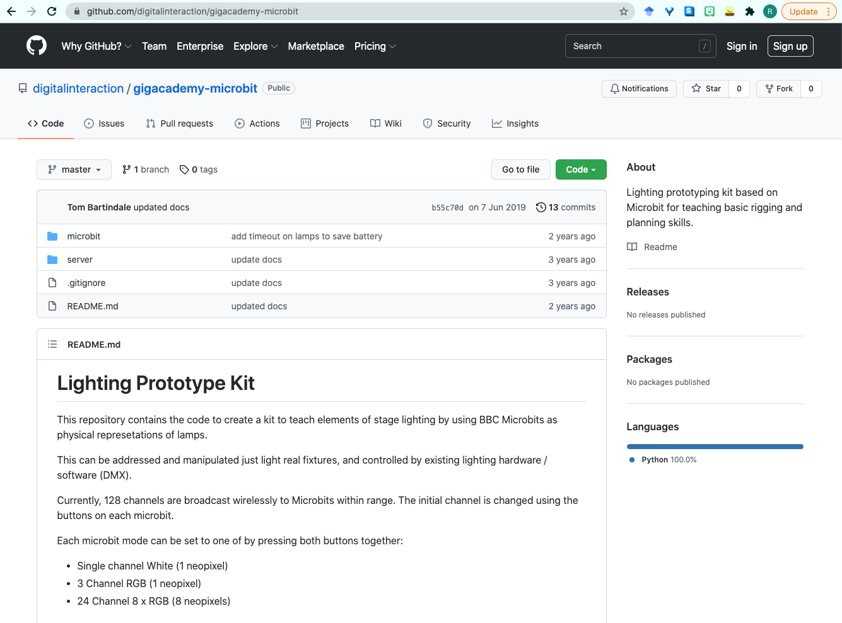 github.com/digitalinteraction/gigacademy-microbit
R
Update
Why GitHub? Team Enterprise Explore Marketplace Pricing
Search /
Sign in Sign up
digitalinteraction / gigacademy-microbit Public
Notifications Star 0 Fork 0
Code Issues Pull requests Actions Projects Wiki Security Insights
master 1 branch 0 tags
Go to file Code
Tom Bartindale updated docs b55c70d on 7 Jun 2019 13 commits
microbit add timeout on lamps to save battery 2 years ago
server update docs 3 years ago
.gitignore update docs 3 years ago
README.md updated docs 2 years ago
README.md
Lighting Prototype Kit
This repository contains the code to create a kit to teach elements of stage lighting by using BBC Microbits as
physical represetations of lamps.
This can be addressed and manipulated just light real fixtures, and controlled by existing lighting hardware /
software (DMX).
Currently, 128 channels are broadcast wirelessly to Microbits within range. The initial channel is changed using the
buttons on each microbit.
Each microbit mode can be set to one of by pressing both buttons together:
• Single channel White (1 neopixel)
• 3 Channel RGB (1 neopixel)
• 24 Channel 8 x RGB (8 neopixels)
About
Lighting prototyping kit based on
Microbit for teaching basic rigging and
planning skills.
Readme
Releases
No releases published
Packages
No packages published
Languages
Python 100.0%